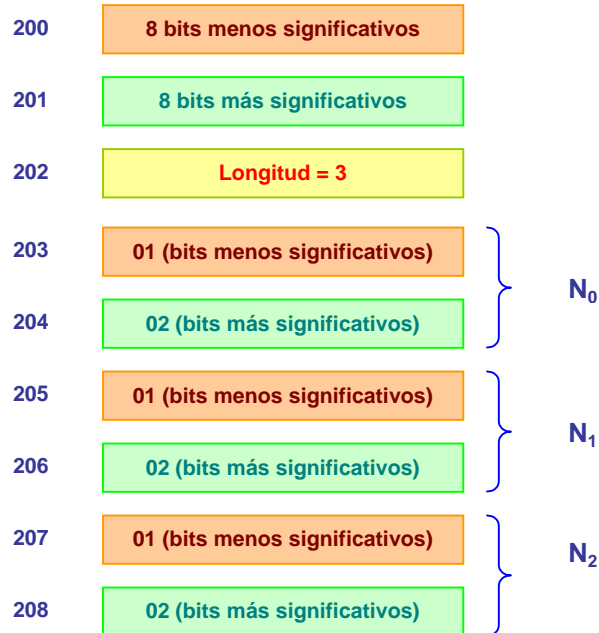 200 8 bits menos significativos
201 8 bits más significativos
202 Longitud = 3
203 01 (bits menos significativos)
N₀
204 02 (bits más significativos)
205 01 (bits menos significativos)
N₁
206 02 (bits más significativos)
207 01 (bits menos significativos)
N₂
208 02 (bits más significativos)